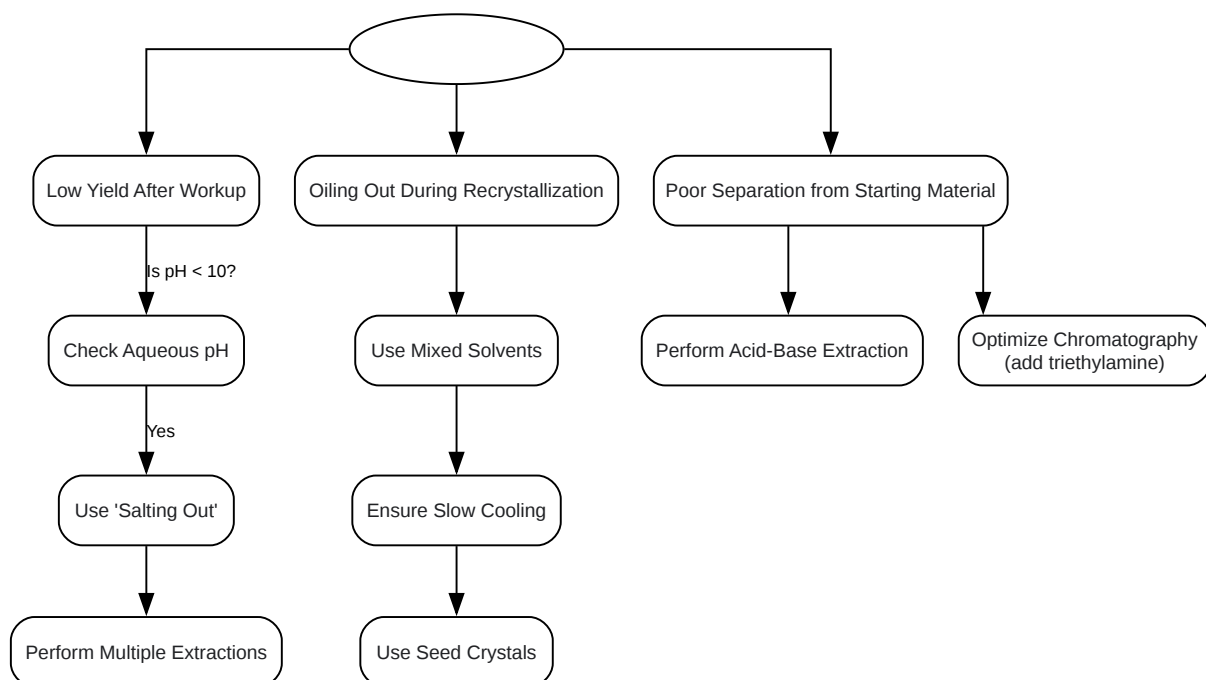 Low Yield After Workup
Oiling Out During Recrystallization
Poor Separation from Starting Material
Is pH < 10?
Check Aqueous pH
Use Mixed Solvents
Perform Acid-Base Extraction
Optimize Chromatography
(add triethylamine)
Yes
Use 'Salting Out'
Ensure Slow Cooling
Perform Multiple Extractions
Use Seed Crystals